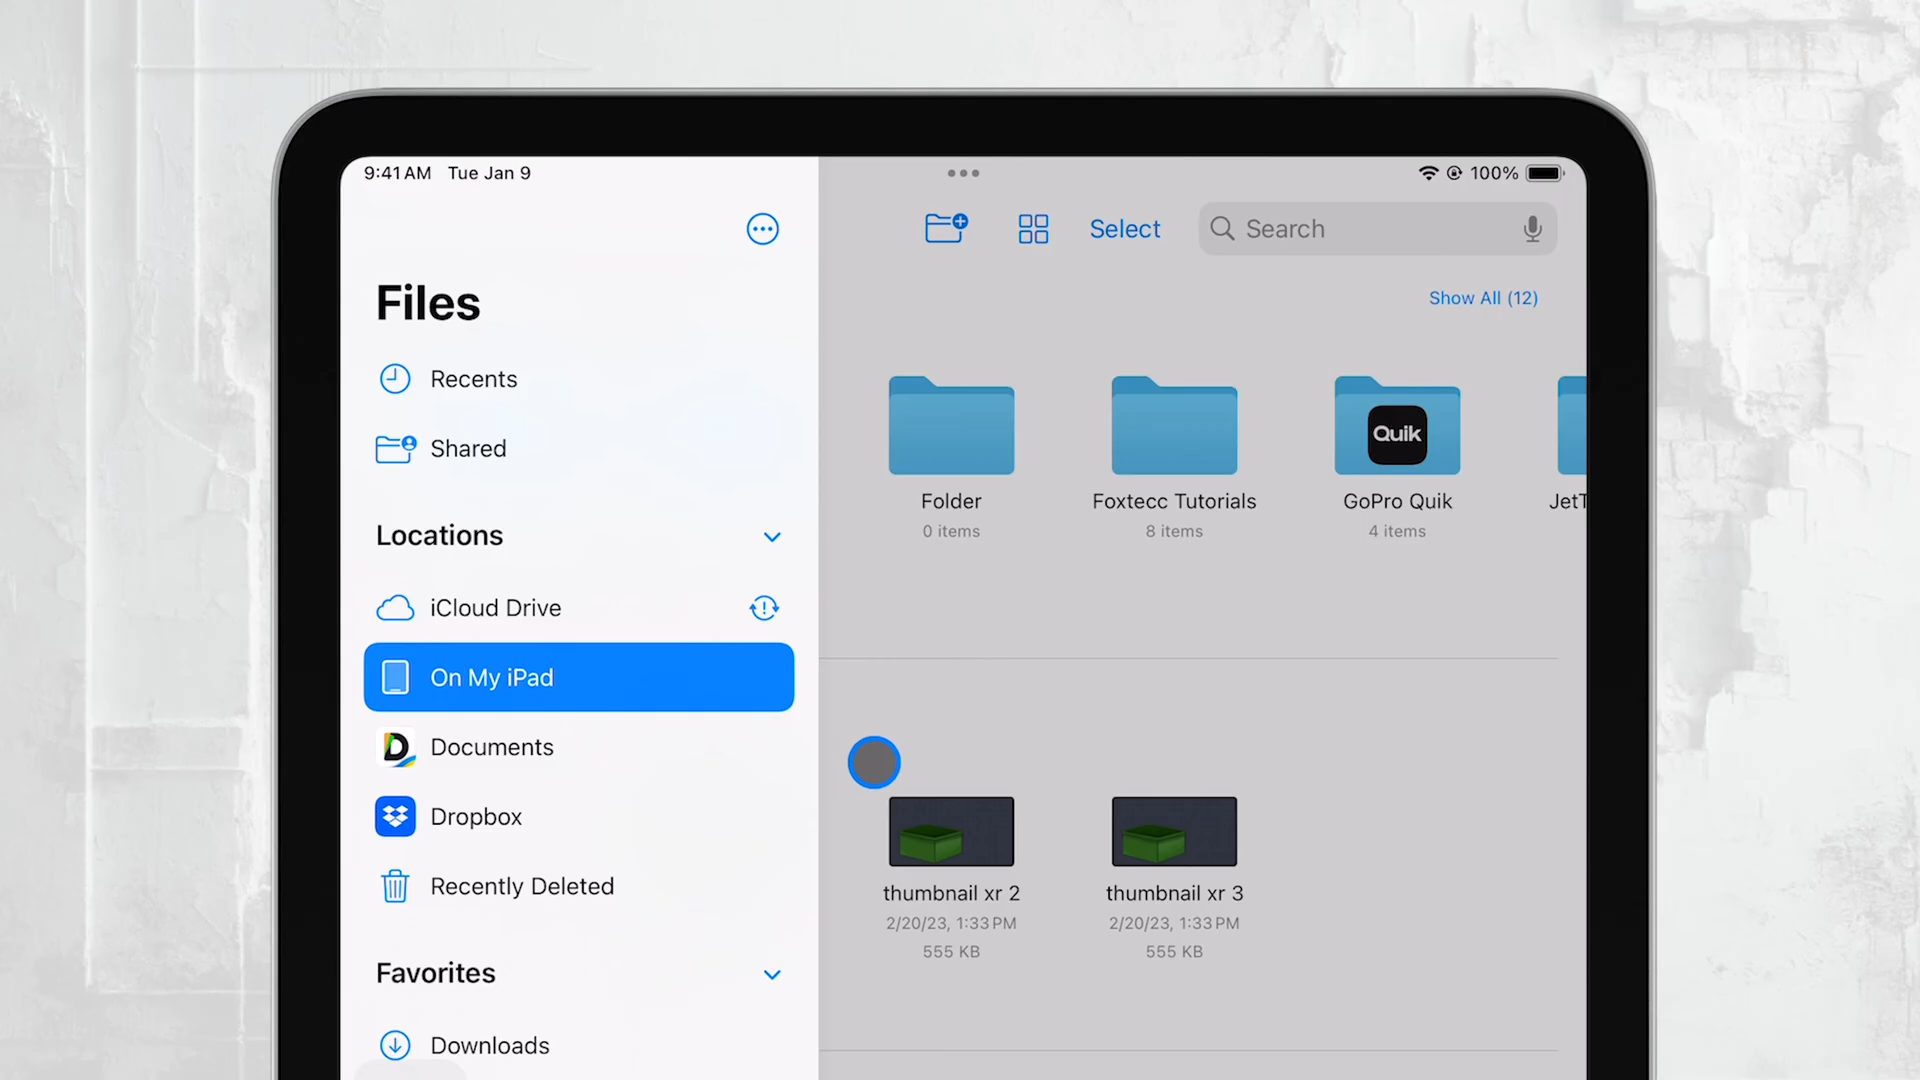 9:41 AM Tue Jan 9
100%
Files
Recents
Shared
Locations
iCloud Drive
On My iPad
Documents
Dropbox
Recently Deleted
Favorites
Downloads
Select
Search
Show All (12)
Folder
0 items
Foxtecc Tutorials
8 items
Quik
GoPro Quik
4 items
JetT
thumbnail xr 2
2/20/23, 1:33 PM
555 KB
thumbnail xr 3
2/20/23, 1:33 PM
555 KB